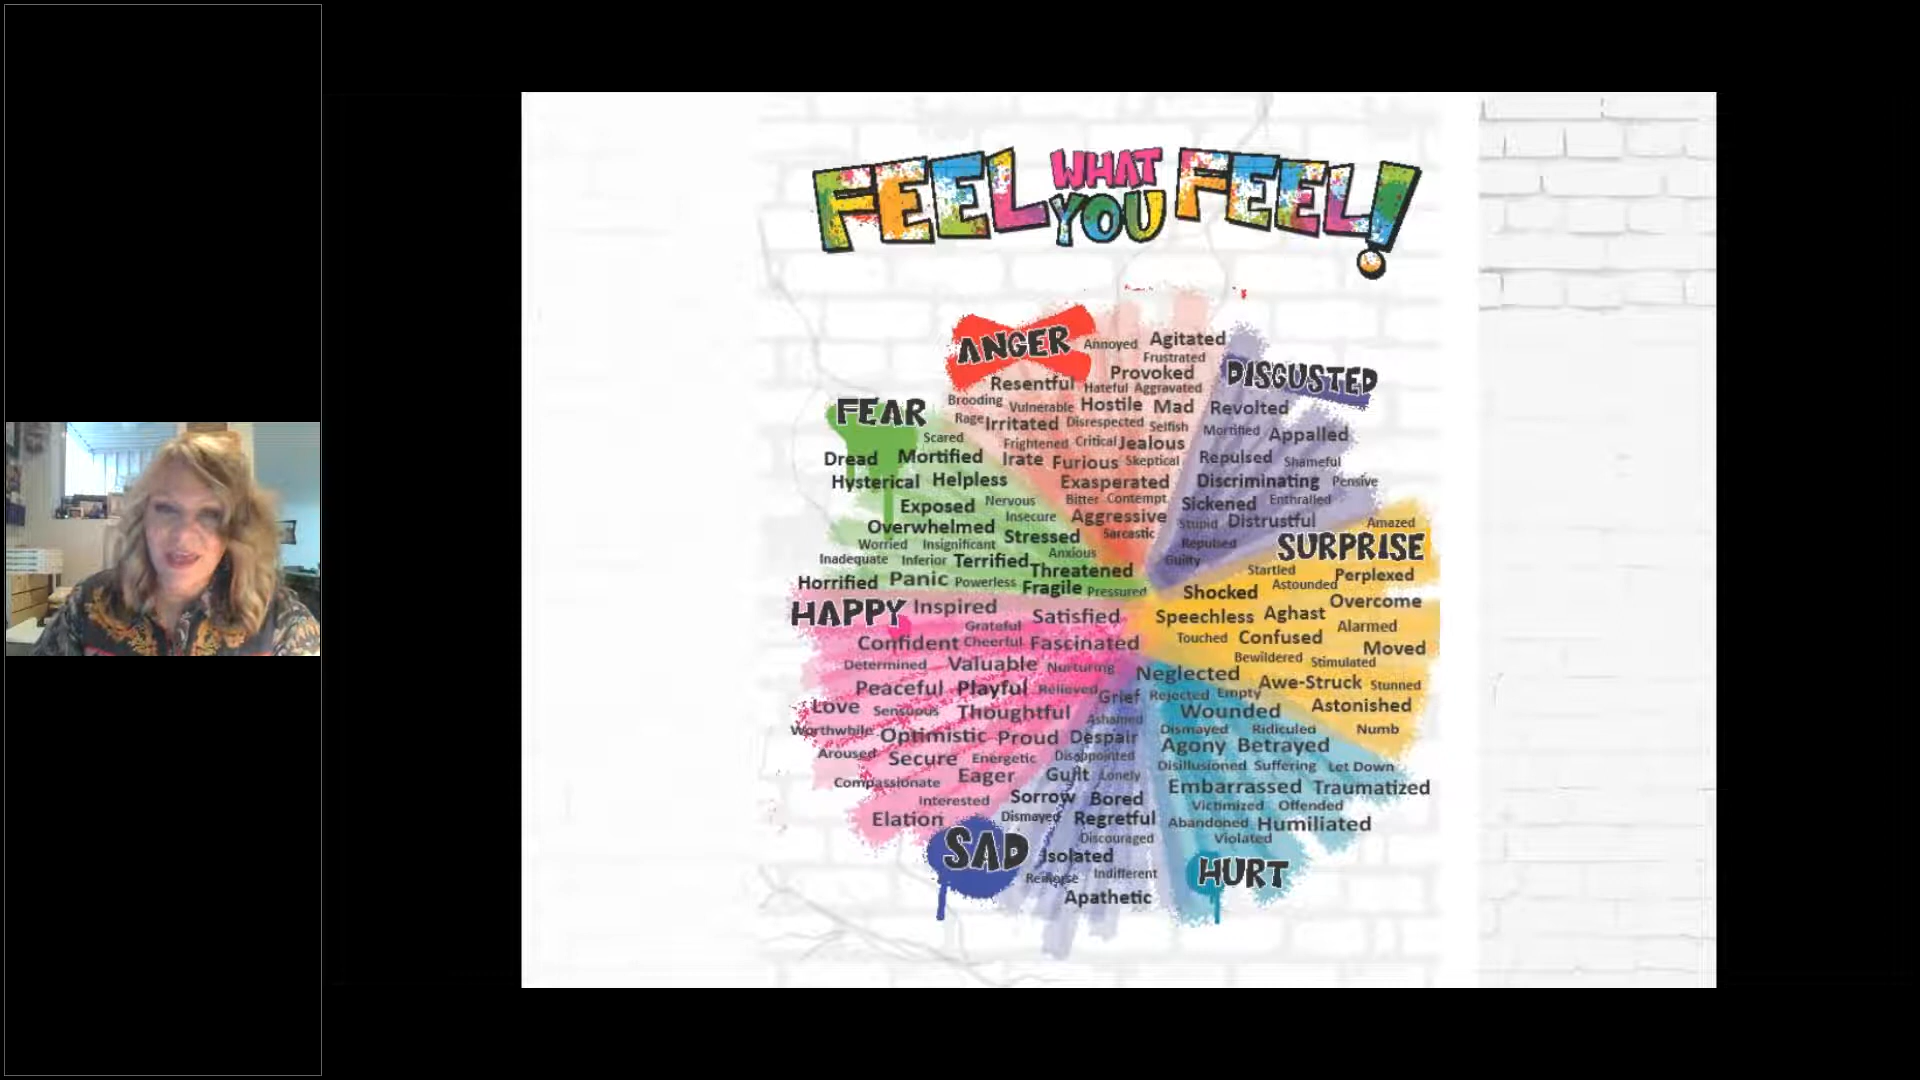 FEEL WHAT YOU FEEL!
ANGER Annoyed Agitated
Frustrated
Provoked
Resentful Hateful Aggravated
Brooding Vulnerable Hostile Mad
Rage Irritated Disrespected Selfish
Frightened Critical Jealous
Irate Furious Skeptical
Exasperated
Bitter Contempt
Aggressive
Sarcastic
DISGUSTED
Revolted
Mortified Appalled
Repulsed Shameful
Discriminating Pensive
Sickened Enthralled
Stupid Distrustful
Repulsed
Guilty
FEAR
Scared
Dread Mortified
Hysterical Helpless
Exposed Nervous
Insecure
Overwhelmed Stressed
Worried Insignificant
Anxious
Inadequate Inferior Terrified Threatened
Horrified Panic Powerless Fragile Pressured
Amazed
SURPRISE
Startled Perplexed
Astounded
Shocked Overcome
Speechless Aghast Alarmed
Touched Confused Moved
Bewildered Stimulated
Awe-Struck Stunned
Astonished
Numb
HAPPY Inspired Satisfied
Grateful
Confident Cheerful Fascinated
Determined Valuable Nurturing
Peaceful Playful Relieved
Love Sensuous Thoughtful
Worthwhile Optimistic Proud
Aroused Secure Energetic
Compassionate Eager
Interested
Elation
Grief
Ashamed
Despair
Disappointed
Guilt Lonely
Sorrow Bored
Dismayed Regretful
Discouraged
SAD Isolated
Remorse Indifferent
Apathetic
Neglected
Rejected Empty
Wounded
Dismayed Ridiculed
Agony Betrayed
Disillusioned Suffering Let Down
Embarrassed Traumatized
Victimized Offended
Abandoned Humiliated
Violated
HURT